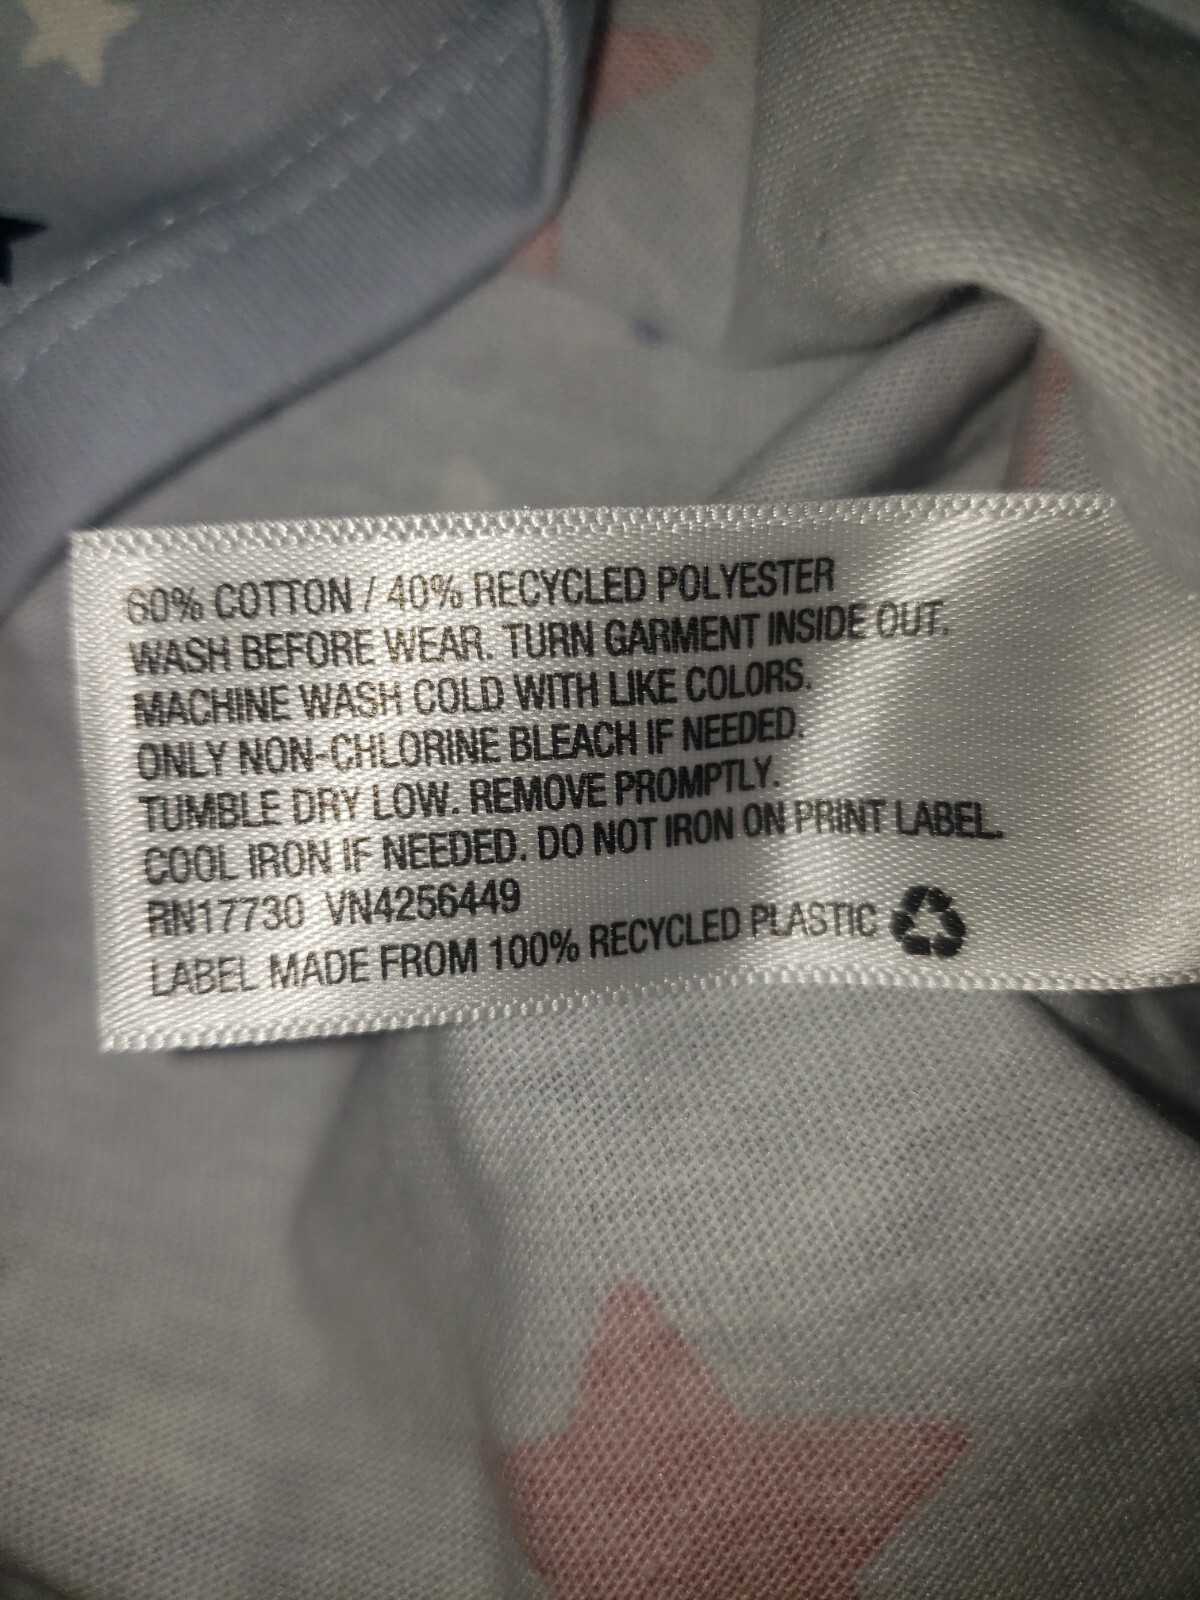 60% COTTON / 40% RECYCLED POLYESTER
WASH BEFORE WEAR. TURN GARMENT INSIDE OUT.
MACHINE WASH COLD WITH LIKE COLORS.
ONLY NON-CHLORINE BLEACH IF NEEDED.
TUMBLE DRY LOW. REMOVE PROMPTLY.
COOL IRON IF NEEDED. DO NOT IRON ON PRINT LABEL.
RN17730 VN4256449
LABEL MADE FROM 100% RECYCLED PLASTIC